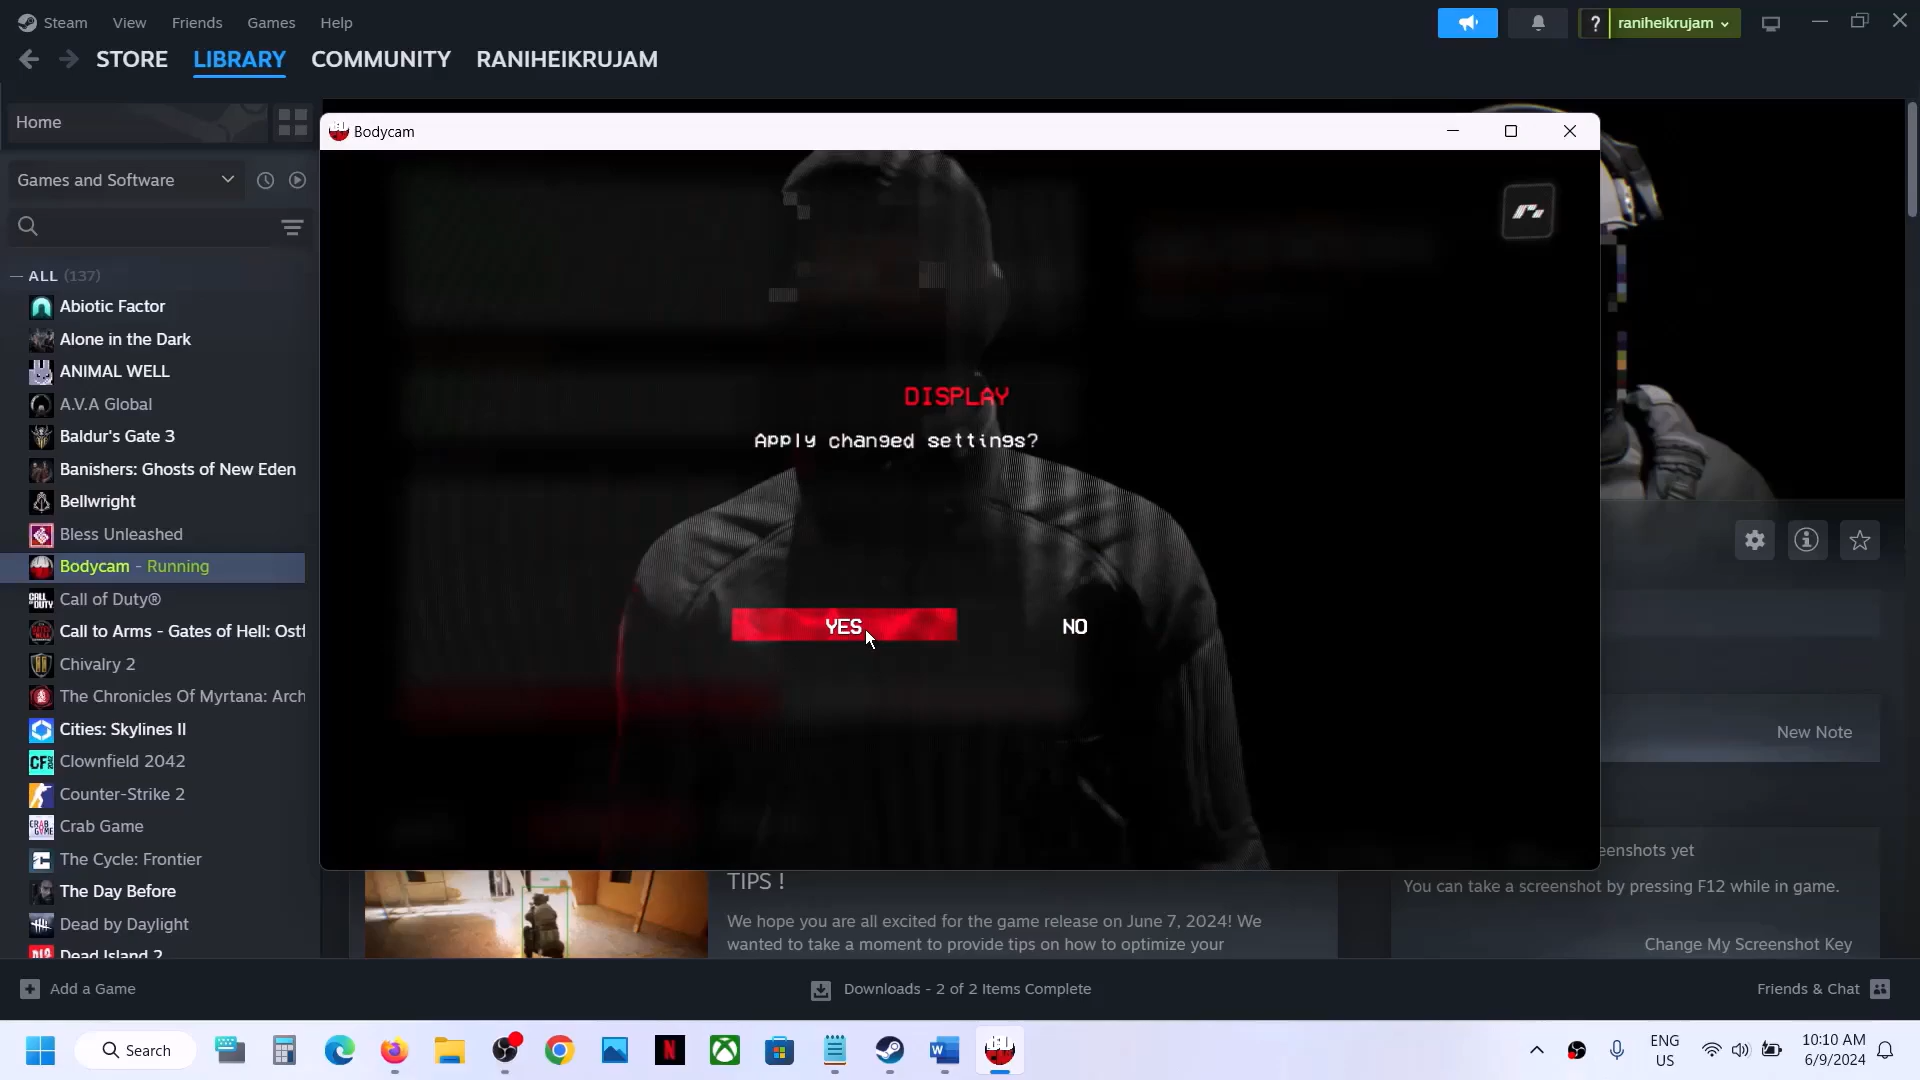 Steam View Friends Games Help
? raniheikrujam
STORE LIBRARY COMMUNITY RANIHEIKRUJAM
Home
Games and Software
ALL (137)
Abiotic Factor
Alone in the Dark
ANIMAL WELL
A.V.A Global
Baldur's Gate 3
Banishers: Ghosts of New Eden
Bellwright
Bless Unleashed
Bodycam - Running
Call of Duty®
Call to Arms - Gates of Hell: Ostf
Chivalry 2
The Chronicles Of Myrtana: Arch
Cities: Skylines II
Clownfield 2042
Counter-Strike 2
Crab Game
The Cycle: Frontier
The Day Before
Dead by Daylight
Dead Island 2
Bodycam
DISPLAY
Apply changed settings?
YES NO
New Note
TIPS !
We hope you are all excited for the game release on June 7, 2024! We
wanted to take a moment to provide tips on how to optimize your
eenshots yet
You can take a screenshot by pressing F12 while in game.
Change My Screenshot Key
Add a Game
Downloads - 2 of 2 Items Complete
Friends & Chat
Search
ENG
US
10:10 AM
6/9/2024